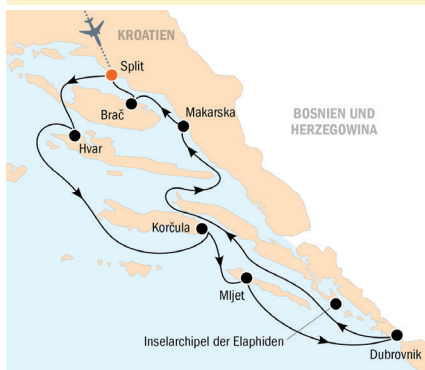 KROATIEN
Split
Brač
Makarska
BOSNIEN UND
HERZEGOWINA
Hvar
Korčula
Mljet
Inselarchipel der Elaphiden
Dubrovnik